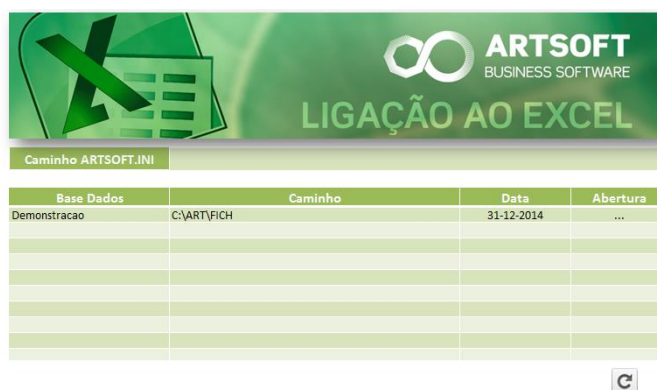 ARTSOFT
BUSINESS SOFTWARE
LIGAÇÃO AO EXCEL
Caminho ARTSOFT.INI
Base Dados Caminho Data Abertura
Demonstracao C:\ART\FICH 31-12-2014 ...